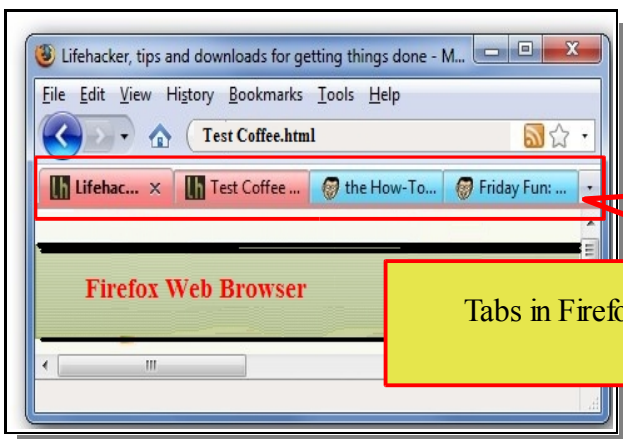 Lifehacker, tips and downloads for getting things done - M...
File Edit View History Bookmarks Tools Help
Test Coffee.html
Lifehac... x Test Coffee ... the How-To... Friday Fun: ...
Firefox Web Browser
Tabs in Firefo